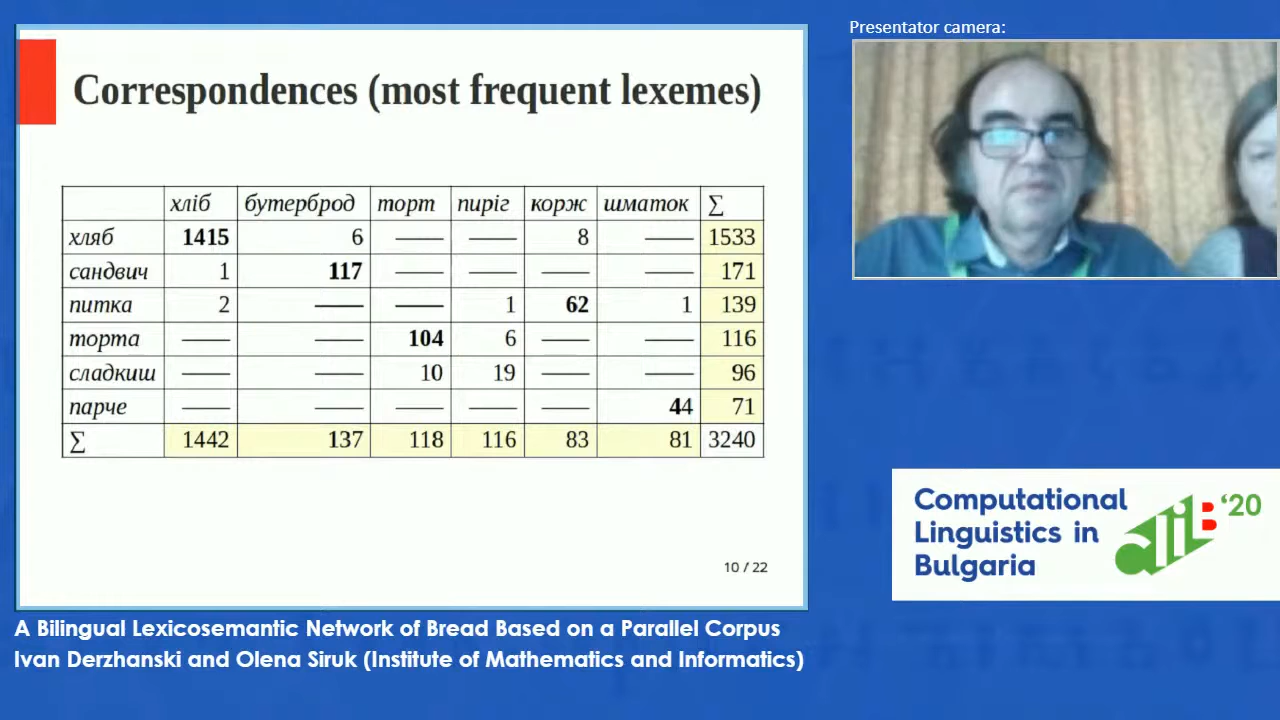 Presentator camera:
Correspondences (most frequent lexemes)
хліб бутерброд торт пиріг корж шматок ∑
хляб 1415 6 —— —— 8 —— 1533
сандвич 1 117 —— —— —— —— 171
питка 2 —— —— 1 62 1 139
торта —— —— 104 6 —— —— 116
сладкиш —— —— 10 19 —— —— 96
парче —— —— —— —— —— 44 71
∑ 1442 137 118 116 83 81 3240
10 / 22
Computational
Linguistics in
Bulgaria
CliB '20
A Bilingual Lexicosemantic Network of Bread Based on a Parallel Corpus
Ivan Derzhanski and Olena Siruk (Institute of Mathematics and Informatics)